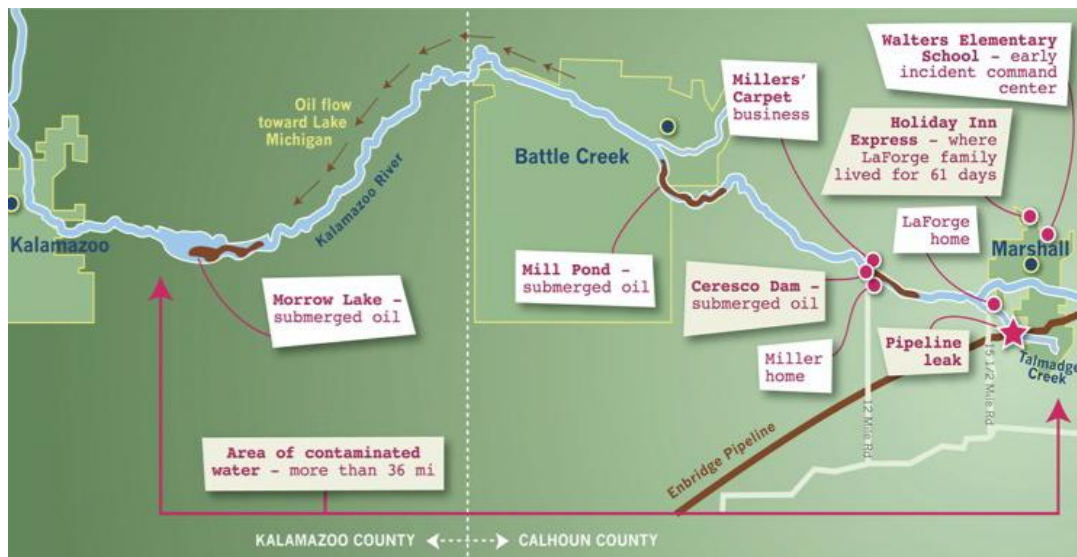 Walters Elementary
School – early
incident command
center
Millers'
Carpet
business
Holiday Inn
Express – where
LaForge family
lived for 61 days
Oil flow
toward Lake
Michigan
Battle Creek
Kalamazoo River
LaForge
home
Kalamazoo
Marshall
Mill Pond –
submerged oil
Ceresco Dam –
submerged oil
Morrow Lake –
submerged oil
Miller
home
Pipeline
leak
Talmadge
Creek
15 1/2 Mile Rd
12 Mile Rd
Enbridge Pipeline
Area of contaminated
water – more than 36 mi
KALAMAZOO COUNTY
CALHOUN COUNTY